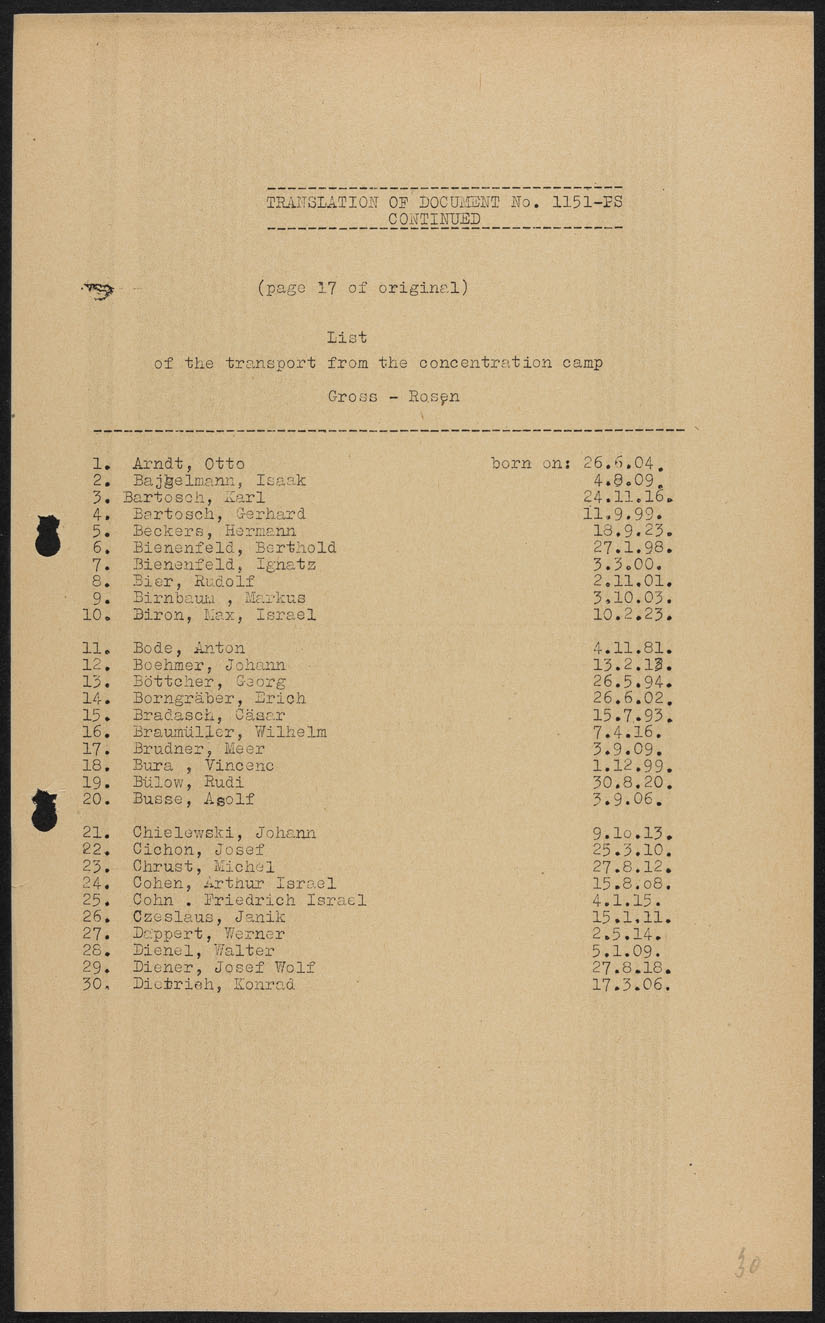 TRANSLATION OF DOCUMENT No. 1151-PS
CONTINUED
(page 17 of original)
List
of the transport from the concentration camp
Gross - Rosen
1. Arndt, Otto born on: 26.6.04.
2. Bajgelmann, Isaak 4.8.09.
3. Bartosch, Karl 24.11.16.
4. Bartosch, Gerhard 11.9.99.
5. Beckers, Hermann 18.9.23.
6. Bienenfeld, Berthold 27.1.98.
7. Bienenfeld, Ignatz 3.3.00.
8. Bier, Rudolf 2.11.01.
9. Birnbaum , Markus 3.10.03.
10. Biron, Max, Israel 10.2.23.
11. Bode, Anton 4.11.81.
12. Boehmer, Johann 13.2.13.
13. Böttcher, Georg 26.5.94.
14. Borngräber, Erich 26.6.02.
15. Bradasch, Cäsar 15.7.93.
16. Braumüller, Wilhelm 7.4.16.
17. Brudner, Meer 3.9.09.
18. Bura , Vincenc 1.12.99.
19. Bülow, Rudi 30.8.20.
20. Busse, 3.9.06.
21. Chielewski, Johann 9.1o.13.
22. Cichon, Josef 25.3.10.
23. Chrust, Michel 27.8.12.
24. Cohen, Arthur Israel 15.8.o8.
25. Cohn . Friedrich Israel 4.1.15.
26. Czeslaus, Janik 15.1.11.
27. Dappert, Werner 2.5.14.
28. Dienel, Walter 5.1.09.
29. Diener, Josef Wolf 27.8.18.
30. Dietrich, Konrad 17.3.06.
30